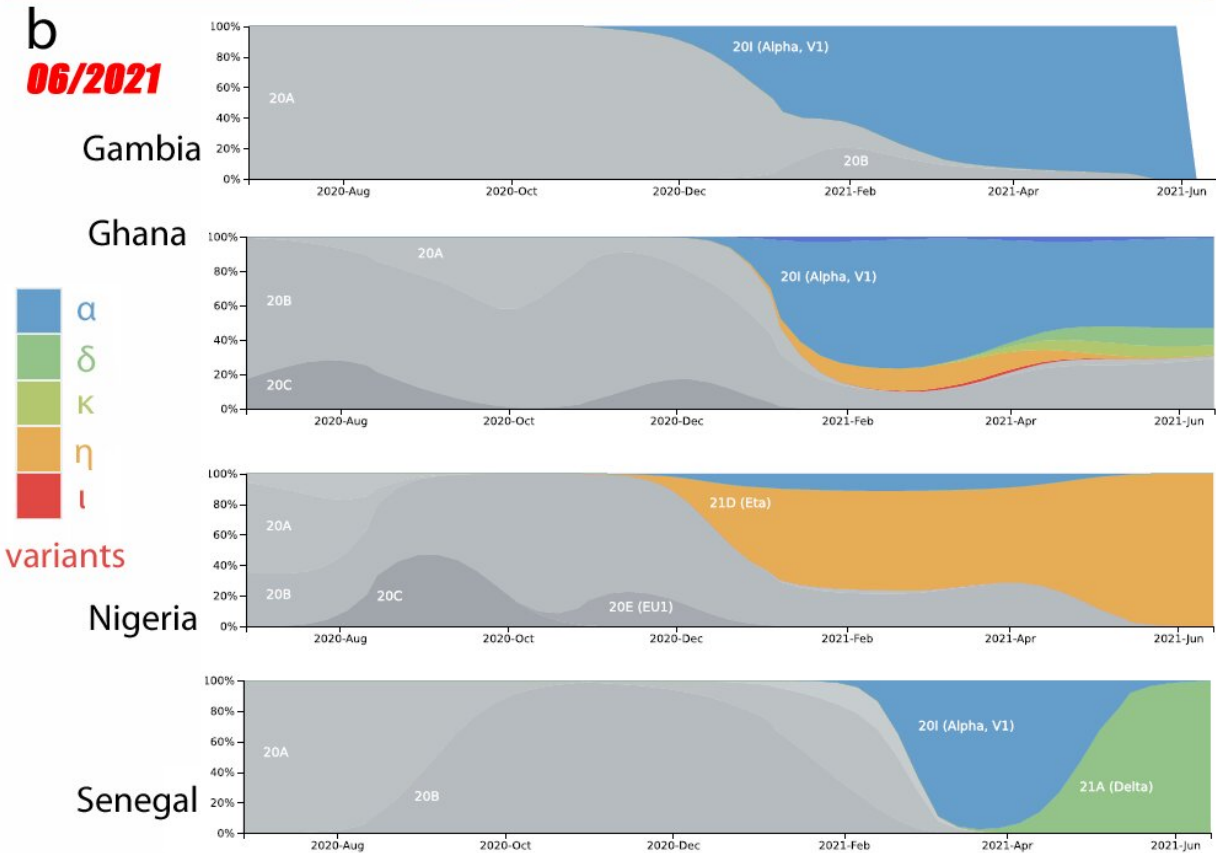 b
06/2021
Gambia
100%
80%
60%
40%
20%
0%
20A
20I (Alpha, V1)
20B
2020-Aug
2020-Oct
2020-Dec
2021-Feb
2021-Apr
2021-Jun
Ghana
100%
80%
60%
40%
20%
0%
20A
20B
20C
20I (Alpha, V1)
2020-Aug
2020-Oct
2020-Dec
2021-Feb
2021-Apr
2021-Jun
α
δ
κ
η
ι
variants
Nigeria
100%
80%
60%
40%
20%
0%
20A
20B
20C
20E (EU1)
21D (Eta)
2020-Aug
2020-Oct
2020-Dec
2021-Feb
2021-Apr
2021-Jun
Senegal
100%
80%
60%
40%
20%
0%
20A
20B
20I (Alpha, V1)
21A (Delta)
2020-Aug
2020-Oct
2020-Dec
2021-Feb
2021-Apr
2021-Jun